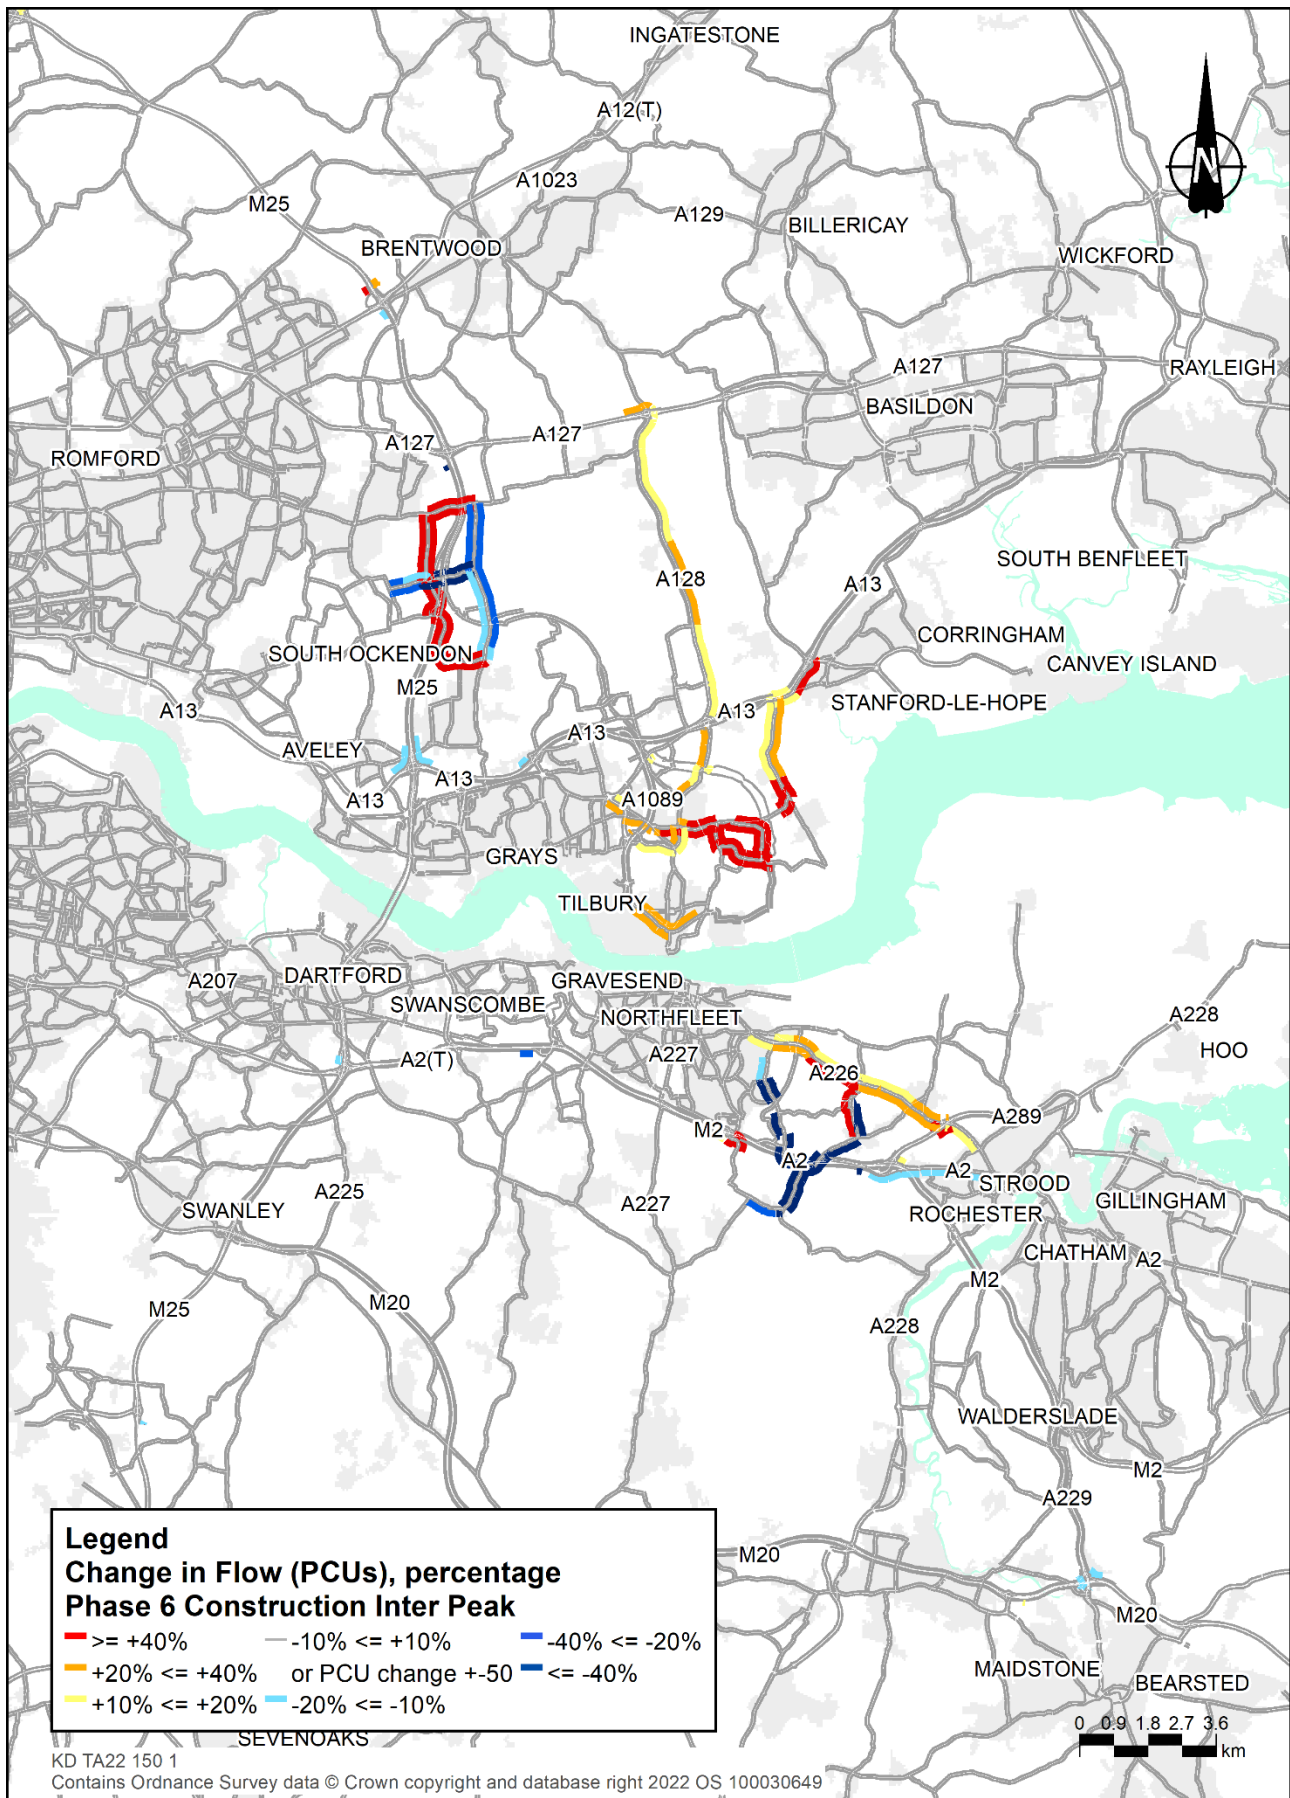 INGATESTONE
A12(T)
A1023
M25
A129
BILLERICAY
BRENTWOOD
WICKFORD
N
A127
RAYLEIGH
BASILDON
A127
A127
ROMFORD
SOUTH BENFLEET
A128
A13
CORRINGHAM
SOUTH OCKENDON
CANVEY ISLAND
M25
STANFORD-LE-HOPE
A13
A13
A13
AVELEY
A13
A13
A1089
GRAYS
TILBURY
DARTFORD
A207
GRAVESEND
SWANSCOMBE
NORTHFLEET
A228
HOO
A2(T)
A227
A226
A289
M2
A2
A2
STROOD
A225
GILLINGHAM
SWANLEY
A227
ROCHESTER
CHATHAM
A2
M2
M25
M20
A228
WALDERSLADE
M2
A229
M20
M20
MAIDSTONE
BEARSTED
Legend
Change in Flow (PCUs), percentage
Phase 6 Construction Inter Peak
>= +40% -10% <= +10% -40% <= -20%
+20% <= +40% or PCU change +-50 <= -40%
+10% <= +20% -20% <= -10%
0 0.9 1.8 2.7 3.6
km
SEVENOAKS
KD TA22 150 1
Contains Ordnance Survey data © Crown copyright and database right 2022 OS 100030649